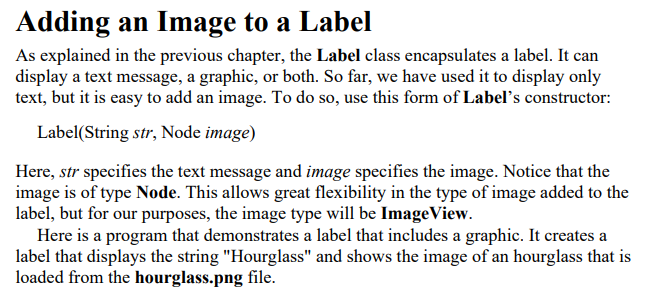 Adding an Image to a Label
As explained in the previous chapter, the Label class encapsulates a label. It can
display a text message, a graphic, or both. So far, we have used it to display only
text, but it is easy to add an image. To do so, use this form of Label’s constructor:
Label(String str, Node image)
Here, str specifies the text message and image specifies the image. Notice that the
image is of type Node. This allows great flexibility in the type of image added to the
label, but for our purposes, the image type will be ImageView.
Here is a program that demonstrates a label that includes a graphic. It creates a
label that displays the string "Hourglass" and shows the image of an hourglass that is
loaded from the hourglass.png file.